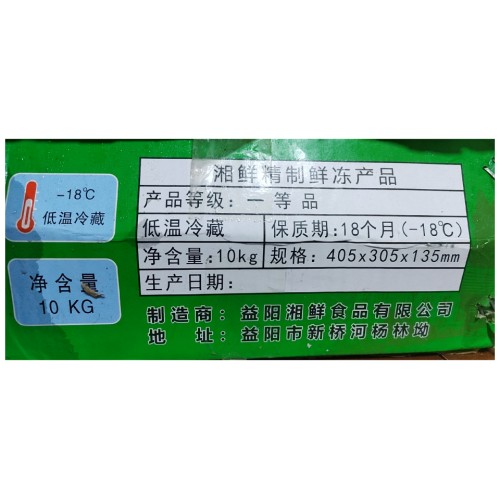 -18℃
低温冷藏
净含量
10 KG
湘鲜精制鲜冻产品
产品等级: 一 等 品
低温冷藏 保质期: 18个月 (-18℃)
净含量: 10kg 规格: 405x305x135mm
生产日期:
制造商: 益阳湘鲜食品有限公司
地 址: 益阳市新桥河杨林坳